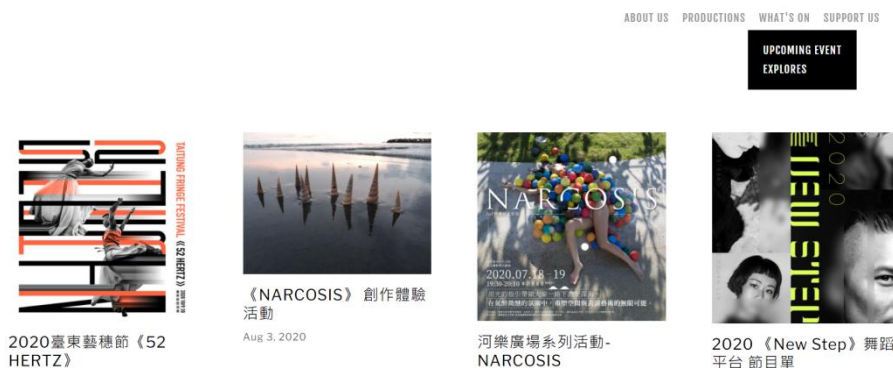 ABOUT US PRODUCTIONS WHAT'S ON SUPPORT US
UPCOMING EVENT
EXPLORES
TAITUNG FRINGE FESTIVAL 《52 HERTZ》
2020臺東藝穗節《52
HERTZ》
《NARCOSIS》 創作體驗
活動
Aug 3, 2020
NARCOSIS
2020.07.18 - 19
河樂廣場系列活動-
NARCOSIS
2020
NEW STEP
2020 《New Step》舞蹈
平台 節目單